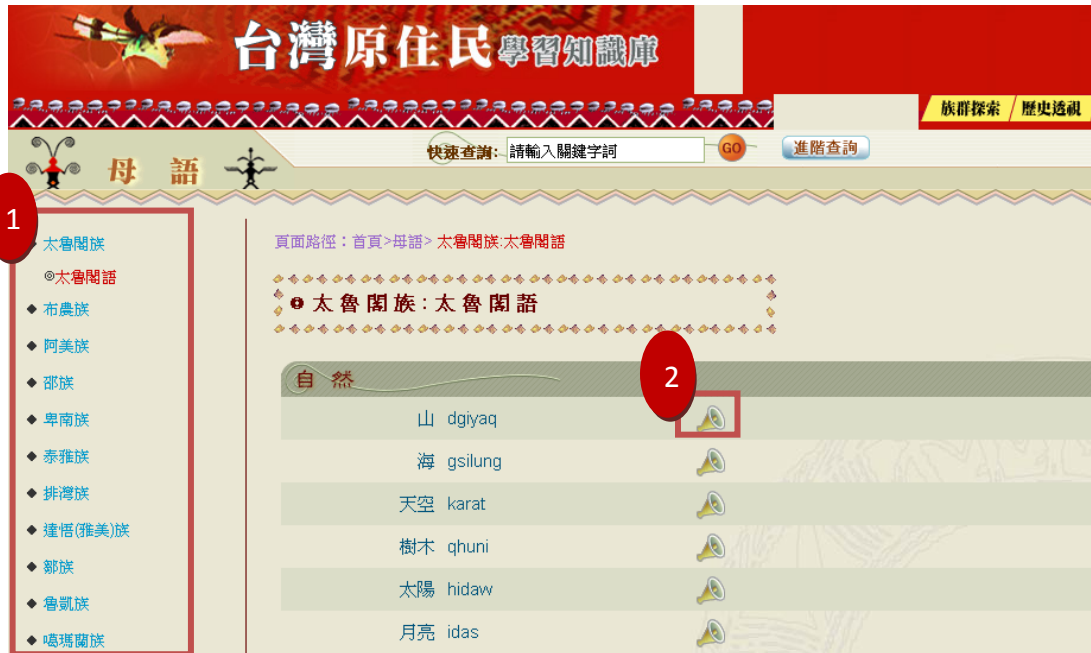 台灣原住民學習知識庫
族群探索 / 歷史透視
母語
快速查詢: 請輸入關鍵字詞 GO 進階查詢
1
太魯閣族
◎太魯閣語
◆ 布農族
◆ 阿美族
◆ 邵族
◆ 卑南族
◆ 泰雅族
◆ 排灣族
◆ 達悟(雅美)族
◆ 鄒族
◆ 魯凱族
◆ 噶瑪蘭族
頁面路徑：首頁>母語> 太魯閣族:太魯閣語
太魯閣族:太魯閣語
自然
2
山 dgiyaq
海 gsilung
天空 karat
樹木 qhuni
太陽 hidaw
月亮 idas